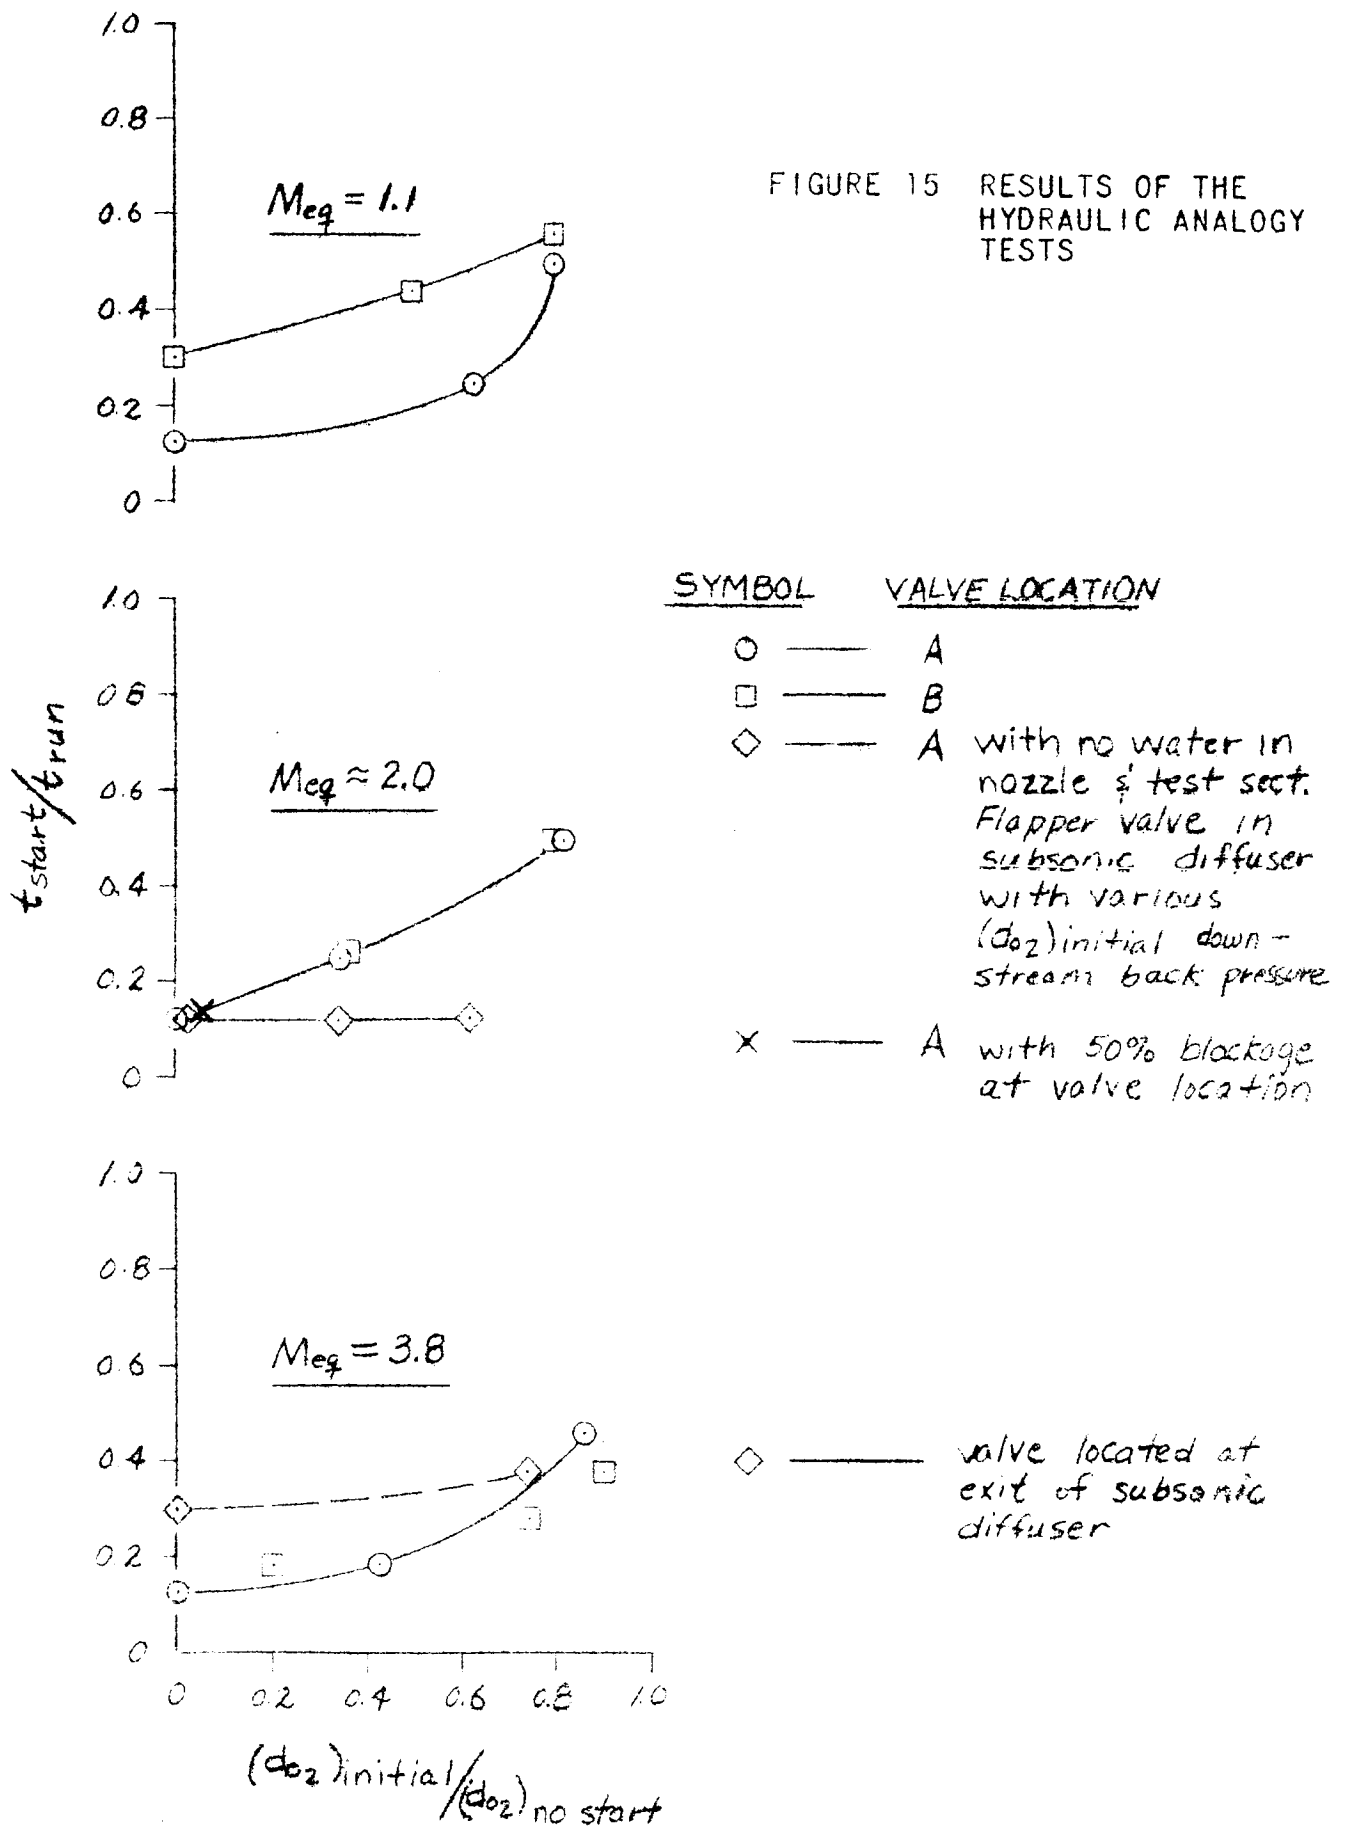 FIGURE 15 RESULTS OF THE
HYDRAULIC ANALOGY
TESTS
1.0
0.8
0.6
0.4
0.2
0
Meq = 1.1
SYMBOL VALVE LOCATION
A
B
A with no water in
nozzle & test sect.
Flapper valve in
subsonic diffuser
with various
(do2)initial down-
stream back pressure
A with 50% blockage
at valve location
1.0
0.8
0.6
0.4
0.2
0
Meq ≈ 2.0
tstart/trun
1.0
0.8
0.6
0.4
0.2
0
Meq = 3.8
valve located at
exit of subsonic
diffuser
0 0.2 0.4 0.6 0.8 1.0
(do2)initial/(do2)no start